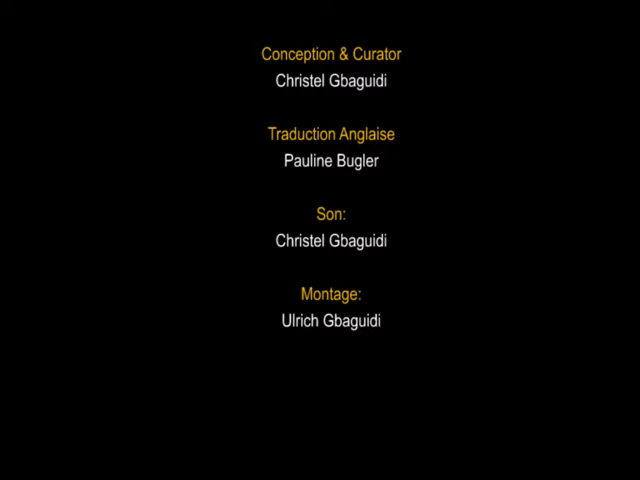 Conception & Curator
Christel Gbaguidi
Traduction Anglaise
Pauline Bugler
Son:
Christel Gbaguidi
Montage:
Ulrich Gbaguidi